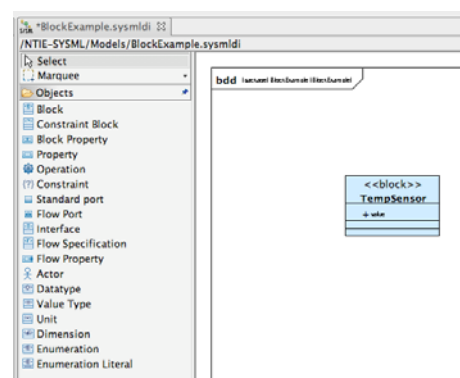 *BlockExample.sysmldi
/NTIE-SYSML/Models/BlockExample.sysmldi
Select
Marquee
Objects
Block
Constraint Block
Block Property
Property
Operation
Constraint
Standard port
Flow Port
Interface
Flow Specification
Flow Property
Actor
Datatype
Value Type
Unit
Dimension
Enumeration
Enumeration Literal
bdd
<<block>>
TempSensor
+ value